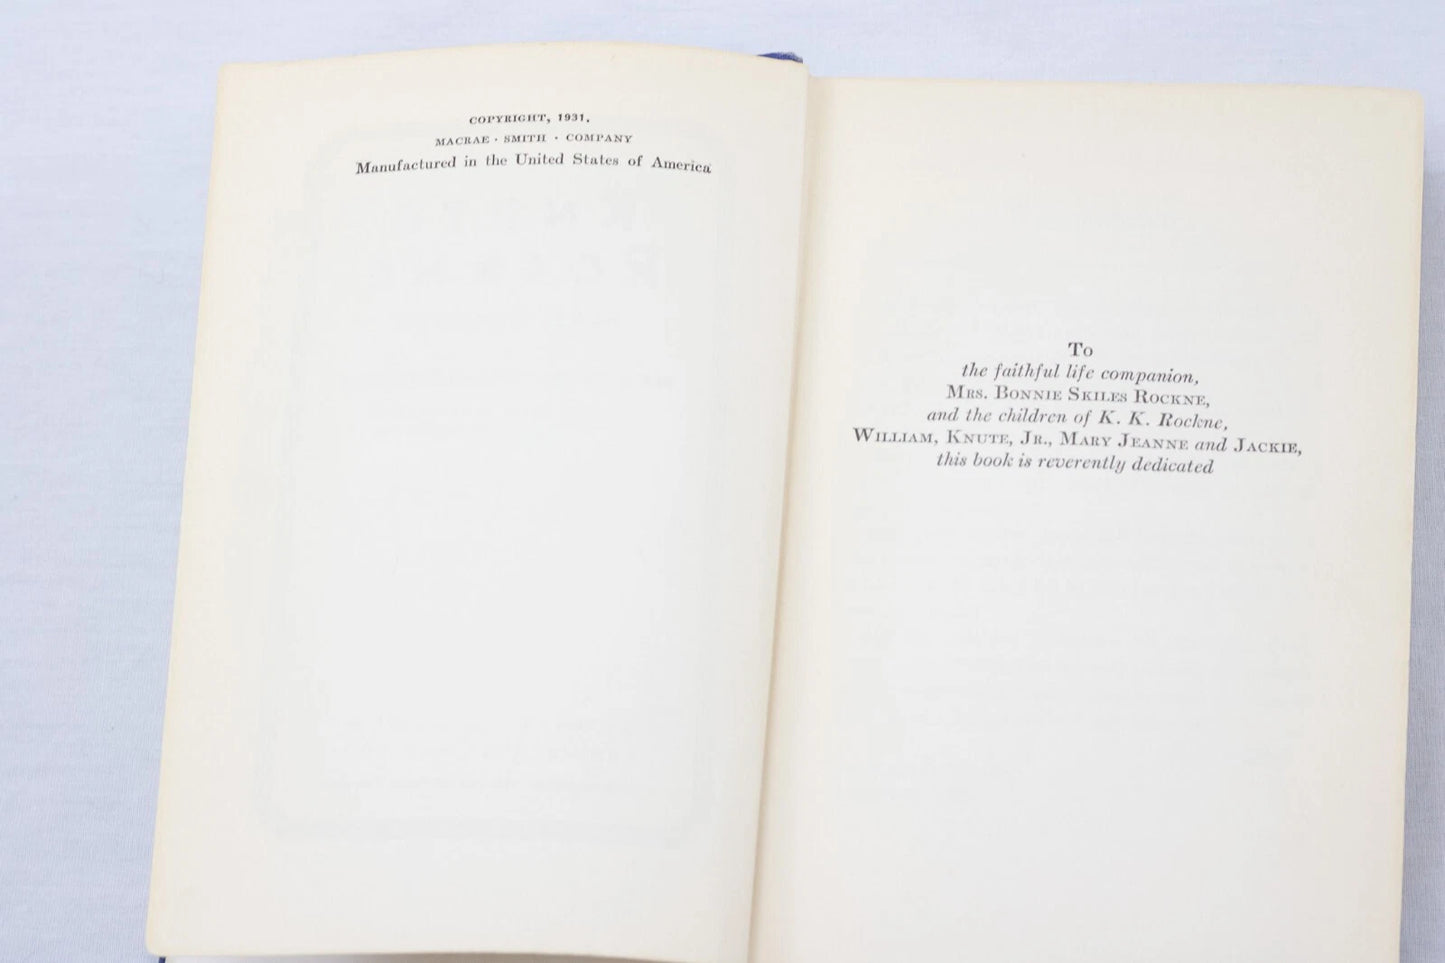 COPYRIGHT, 1931,
MACRAE · SMITH · COMPANY
Manufactured in the United States of America
To
the faithful life companion,
MRS. BONNIE SKILES ROCKNE,
and the children of K. K. Rockne,
WILLIAM, KNUTE, JR., MARY JEANNE and JACKIE,
this book is reverently dedicated